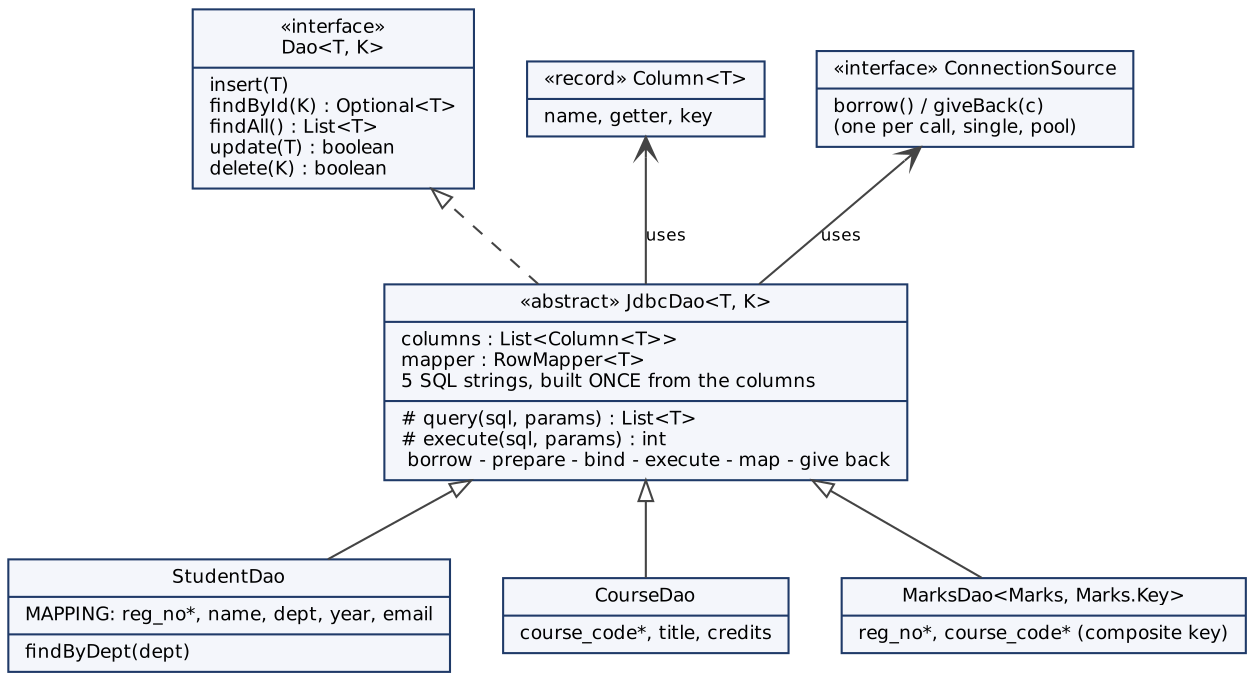 «interface»
Dao<T, K>
insert(T)
findById(K) : Optional<T>
findAll() : List<T>
update(T) : boolean
delete(K) : boolean
«record» Column<T>
name, getter, key
«interface» ConnectionSource
borrow() / giveBack(c)
(one per call, single, pool)
uses
uses
«abstract» JdbcDao<T, K>
columns : List<Column<T>>
mapper : RowMapper<T>
5 SQL strings, built ONCE from the columns
# query(sql, params) : List<T>
# execute(sql, params) : int
borrow - prepare - bind - execute - map - give back
StudentDao
MAPPING: reg_no*, name, dept, year, email
findByDept(dept)
CourseDao
course_code*, title, credits
MarksDao<Marks, Marks.Key>
reg_no*, course_code* (composite key)